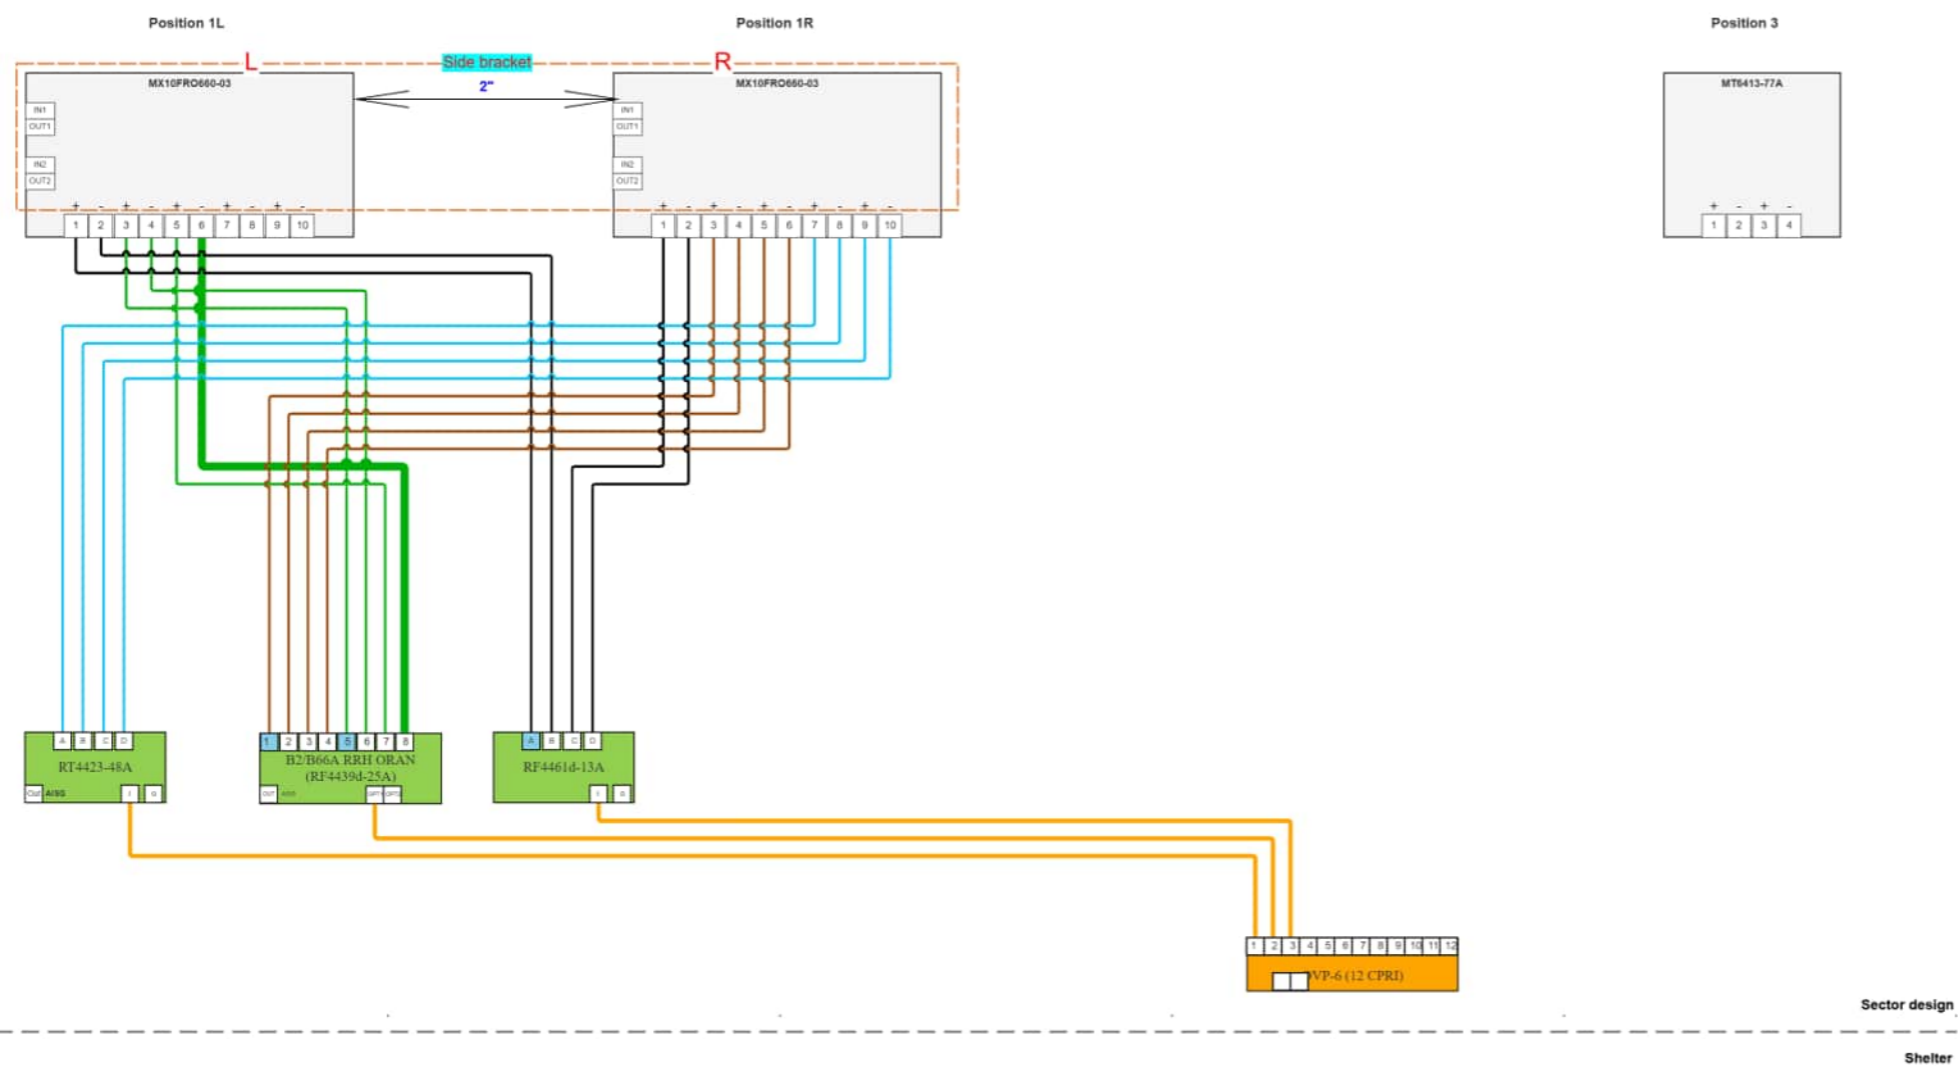 Position 1L
Position 1R
Position 3
L
Side bracket
R
2"
MX10FRO660-03
MX10FRO660-03
MT6413-77A
IN1
OUT1
IN2
OUT2
IN1
OUT1
IN2
OUT2
+ - + - + - + - + -
1 2 3 4 5 6 7 8 9 10
+ - + - + - + - + -
1 2 3 4 5 6 7 8 9 10
+ - + -
1 2 3 4
A B C D
RT4423-48A
Out AISG I
1 2 3 4 5 6 7 8
B2/B66A RRH ORAN
(RF4439d-25A)
OUT
A B C D
RF4461d-13A
I
1 2 3 4 5 6 7 8 9 10 11 12
VP-6 (12 CPRI)
Sector design
Shelter